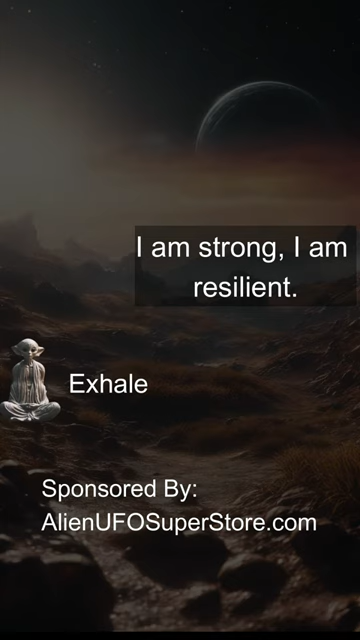 I am strong, I am
resilient.
Exhale
Sponsored By:
AlienUFOSuperStore.com